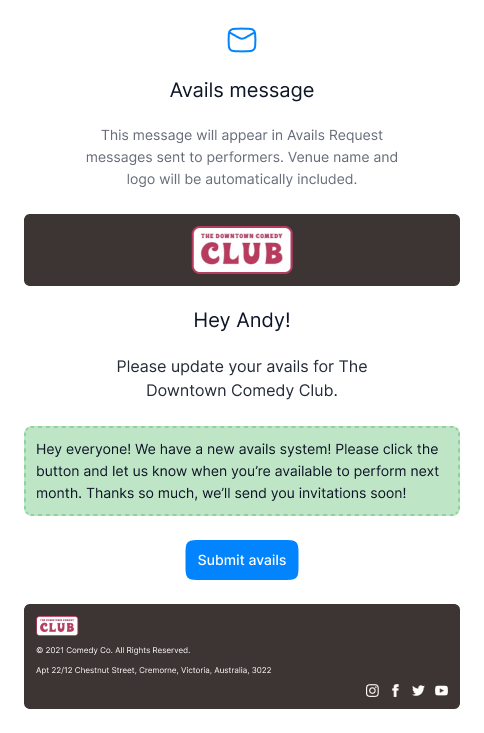 Avails message
This message will appear in Avails Request
messages sent to performers. Venue name and
logo will be automatically included.
THE DOWNTOWN COMEDY
CLUB
Hey Andy!
Please update your avails for The
Downtown Comedy Club.
Hey everyone! We have a new avails system! Please click the
button and let us know when you’re available to perform next
month. Thanks so much, we’ll send you invitations soon!
Submit avails
THE DOWNTOWN COMEDY
CLUB
© 2021 Comedy Co. All Rights Reserved.
Apt 22/12 Chestnut Street, Cremorne, Victoria, Australia, 3022